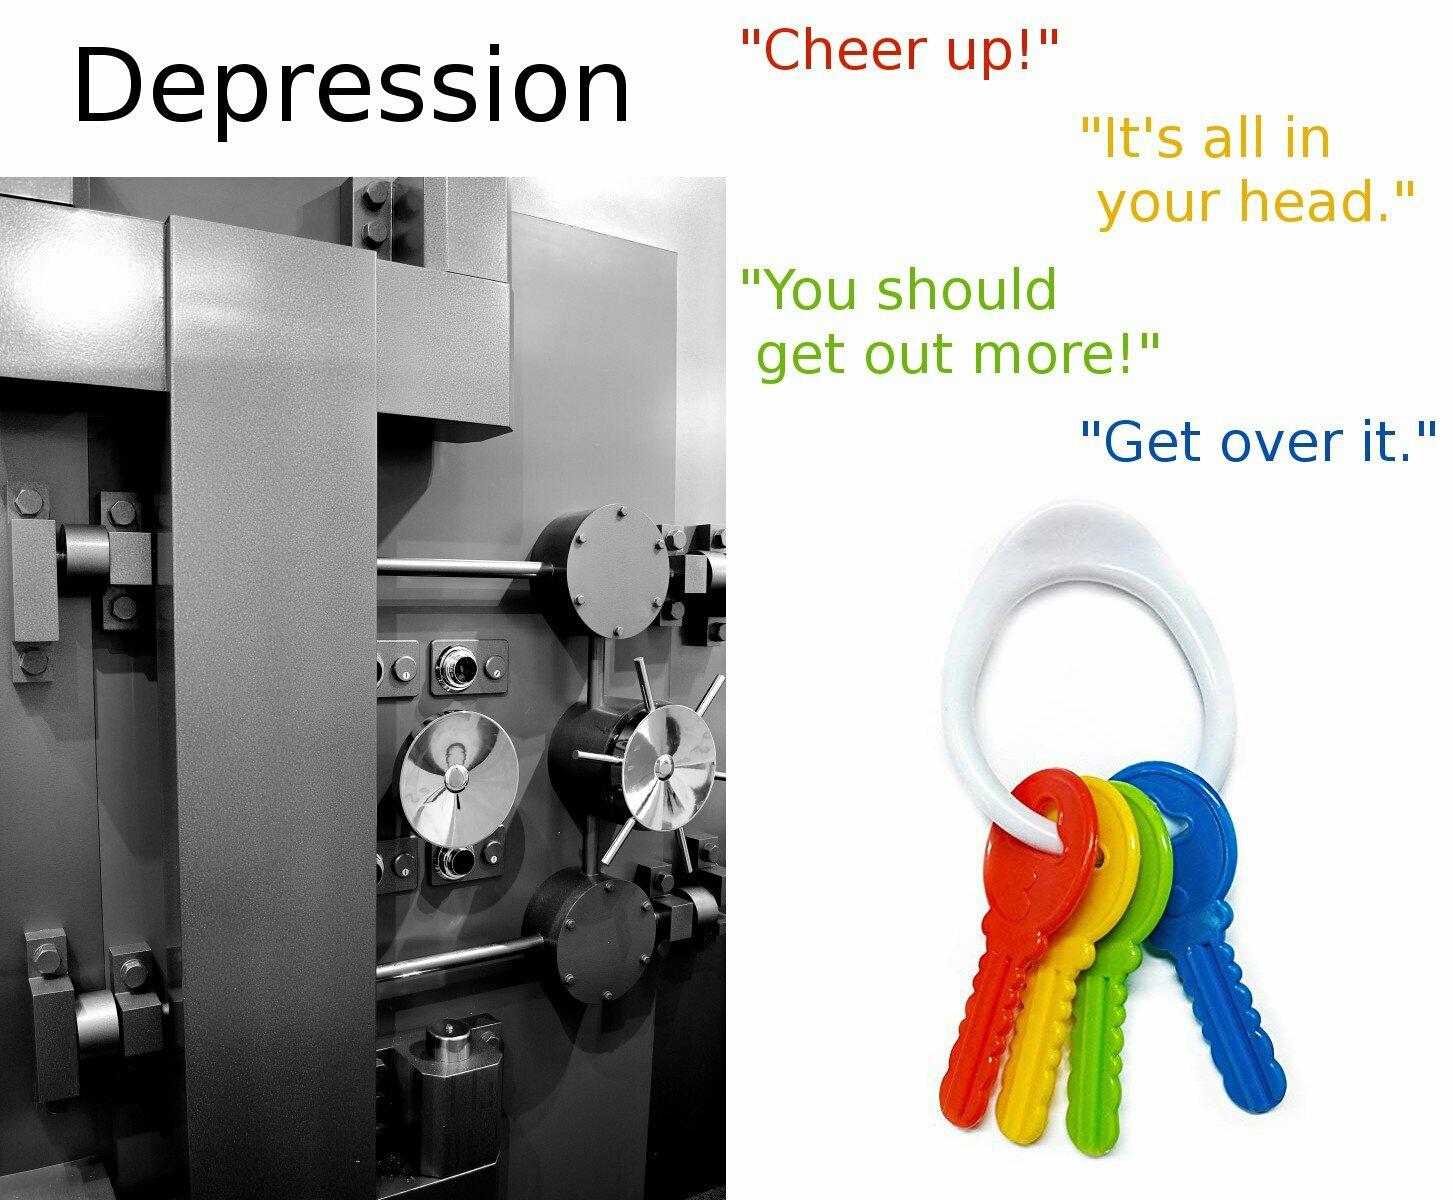 Depression
"Cheer up!"
"It's all in
your head."
"You should
get out more!"
"Get over it."